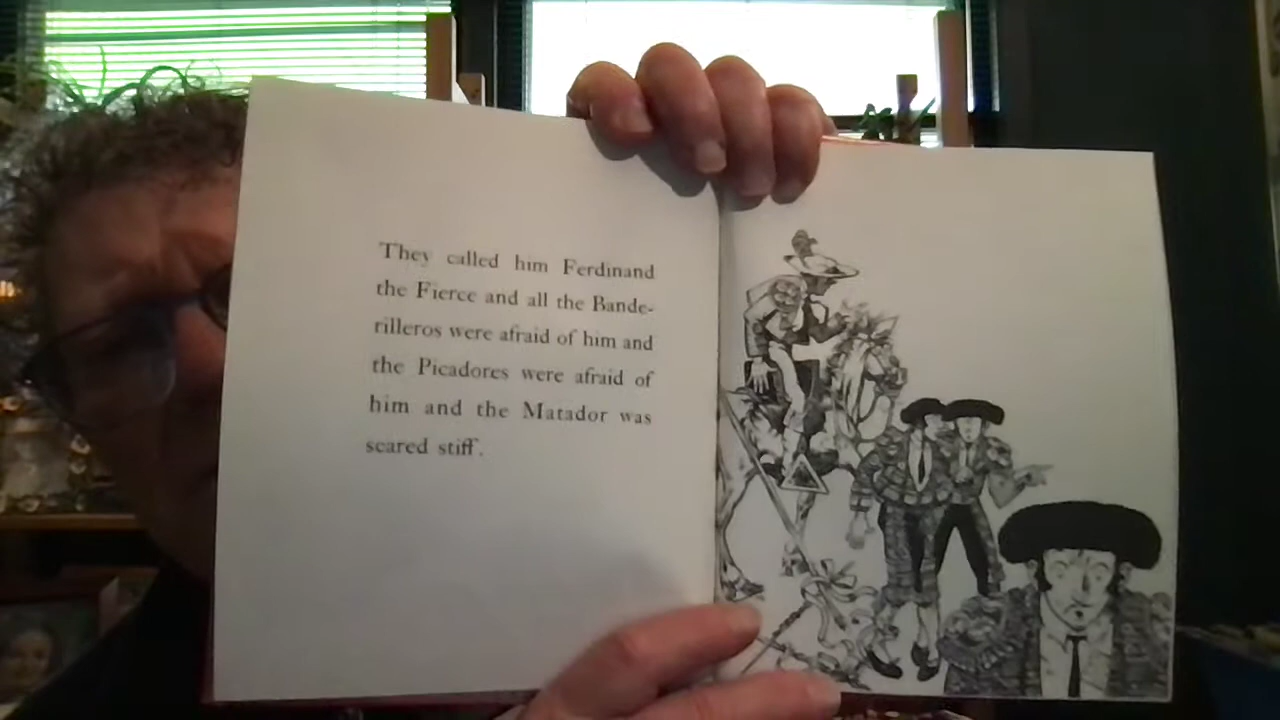 They called him Ferdinand
the Fierce and all the Bande-
rilleros were afraid of him and
the Picadores were afraid of
him and the Matador was
scared stiff.